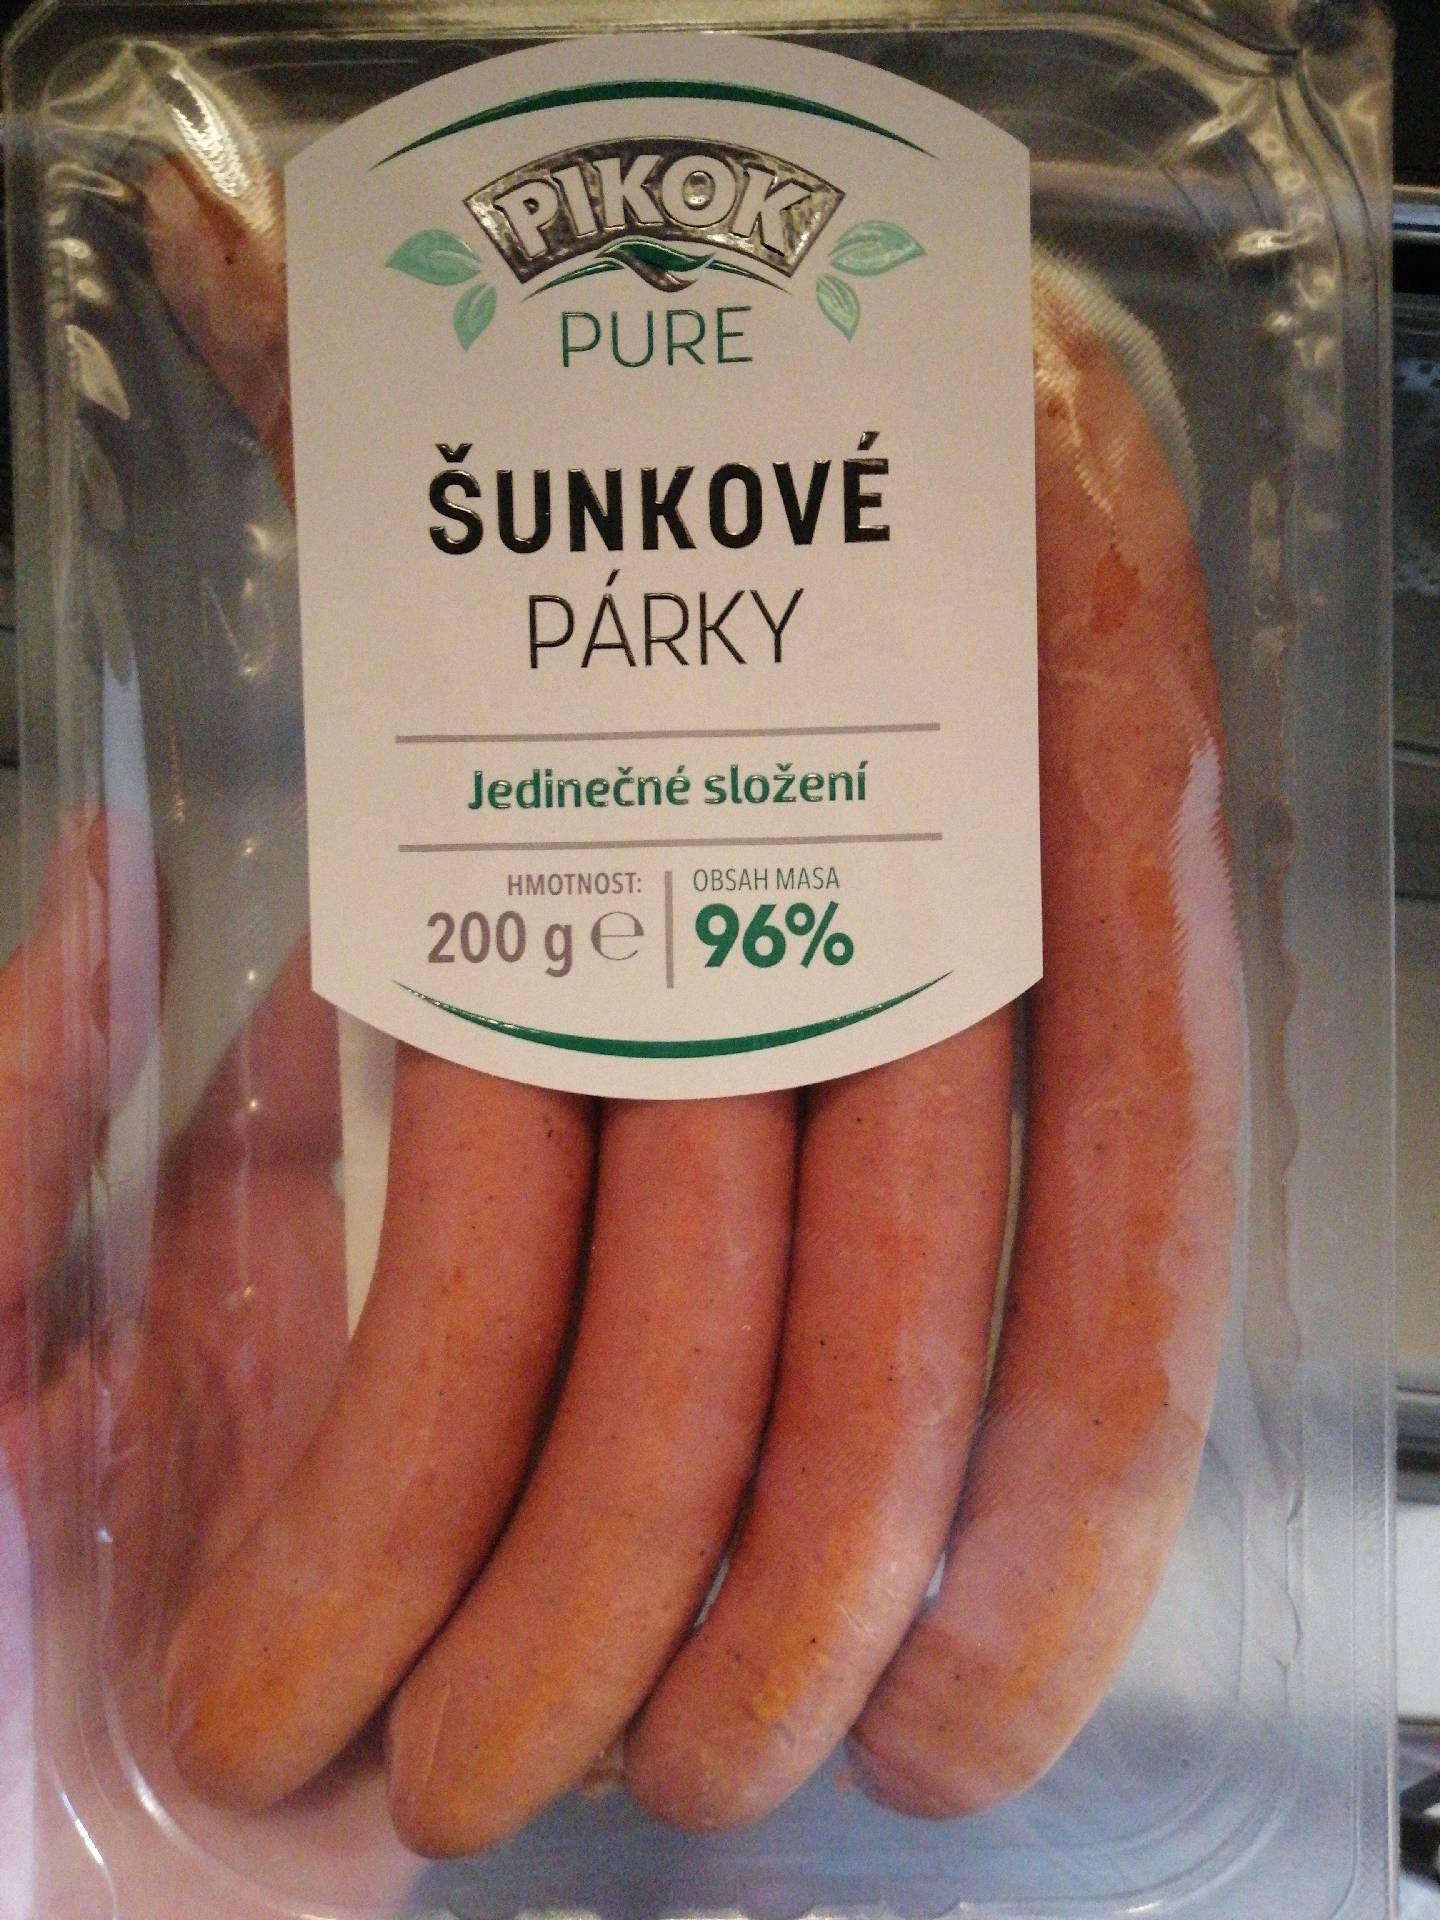 PIKOK
PURE
ŠUNKOVÉ
PÁRKY
Jedinečné složení
HMOTNOST:
200 g ℮
OBSAH MASA
96%